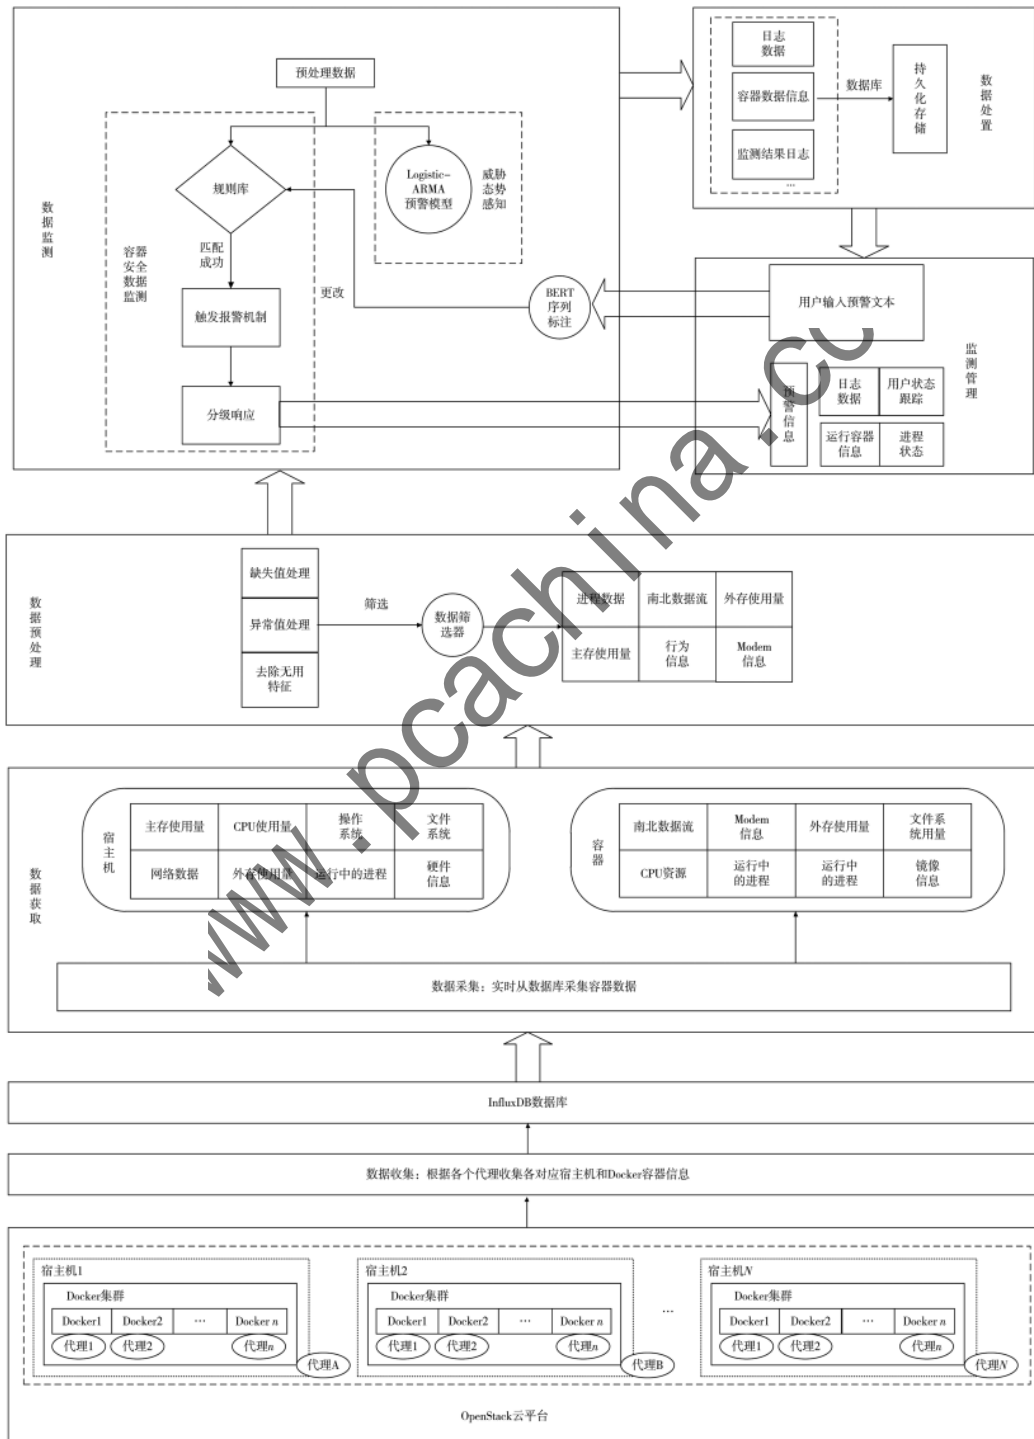 预处理数据
规则库
匹配
成功
触发报警机制
分级响应
容器
安全
数据
监测
数据监测
Logistic-
ARMA
预警模型
威胁
态势
感知
更改
BERT
序列
标注
日志
数据
容器数据信息
监测结果日志
...
数据库
持久化存储
数据处置
用户输入预警文本
监测管理
预警信息
日志
数据
用户状态
跟踪
运行容器
信息
进程
状态
数据预处理
缺失值处理
异常值处理
去除无用
特征
筛选
数据筛
选器
进程数据
南北数据流
外存使用量
主存使用量
行为
信息
Modem
信息
数据获取
宿主机
主存使用量
CPU使用量
操作
系统
文件
系统
网络数据
外存使用量
运行中的进程
硬件
信息
容器
南北数据流
Modem
信息
外存使用量
文件系
统用量
CPU资源
运行中
的进程
运行中
的进程
镜像
信息
数据采集：实时从数据库采集容器数据
InfluxDB数据库
数据收集：根据各个代理收集各对应宿主机和Docker容器信息
宿主机1
Docker集群
Docker1
Docker2
...
Docker n
代理1
代理2
代理n
代理A
宿主机2
Docker集群
Docker1
Docker2
...
Docker n
代理1
代理2
代理n
代理B
...
宿主机N
Docker集群
Docker1
Docker2
...
Docker n
代理1
代理2
代理n
代理N
OpenStack云平台
www.pcachina.co